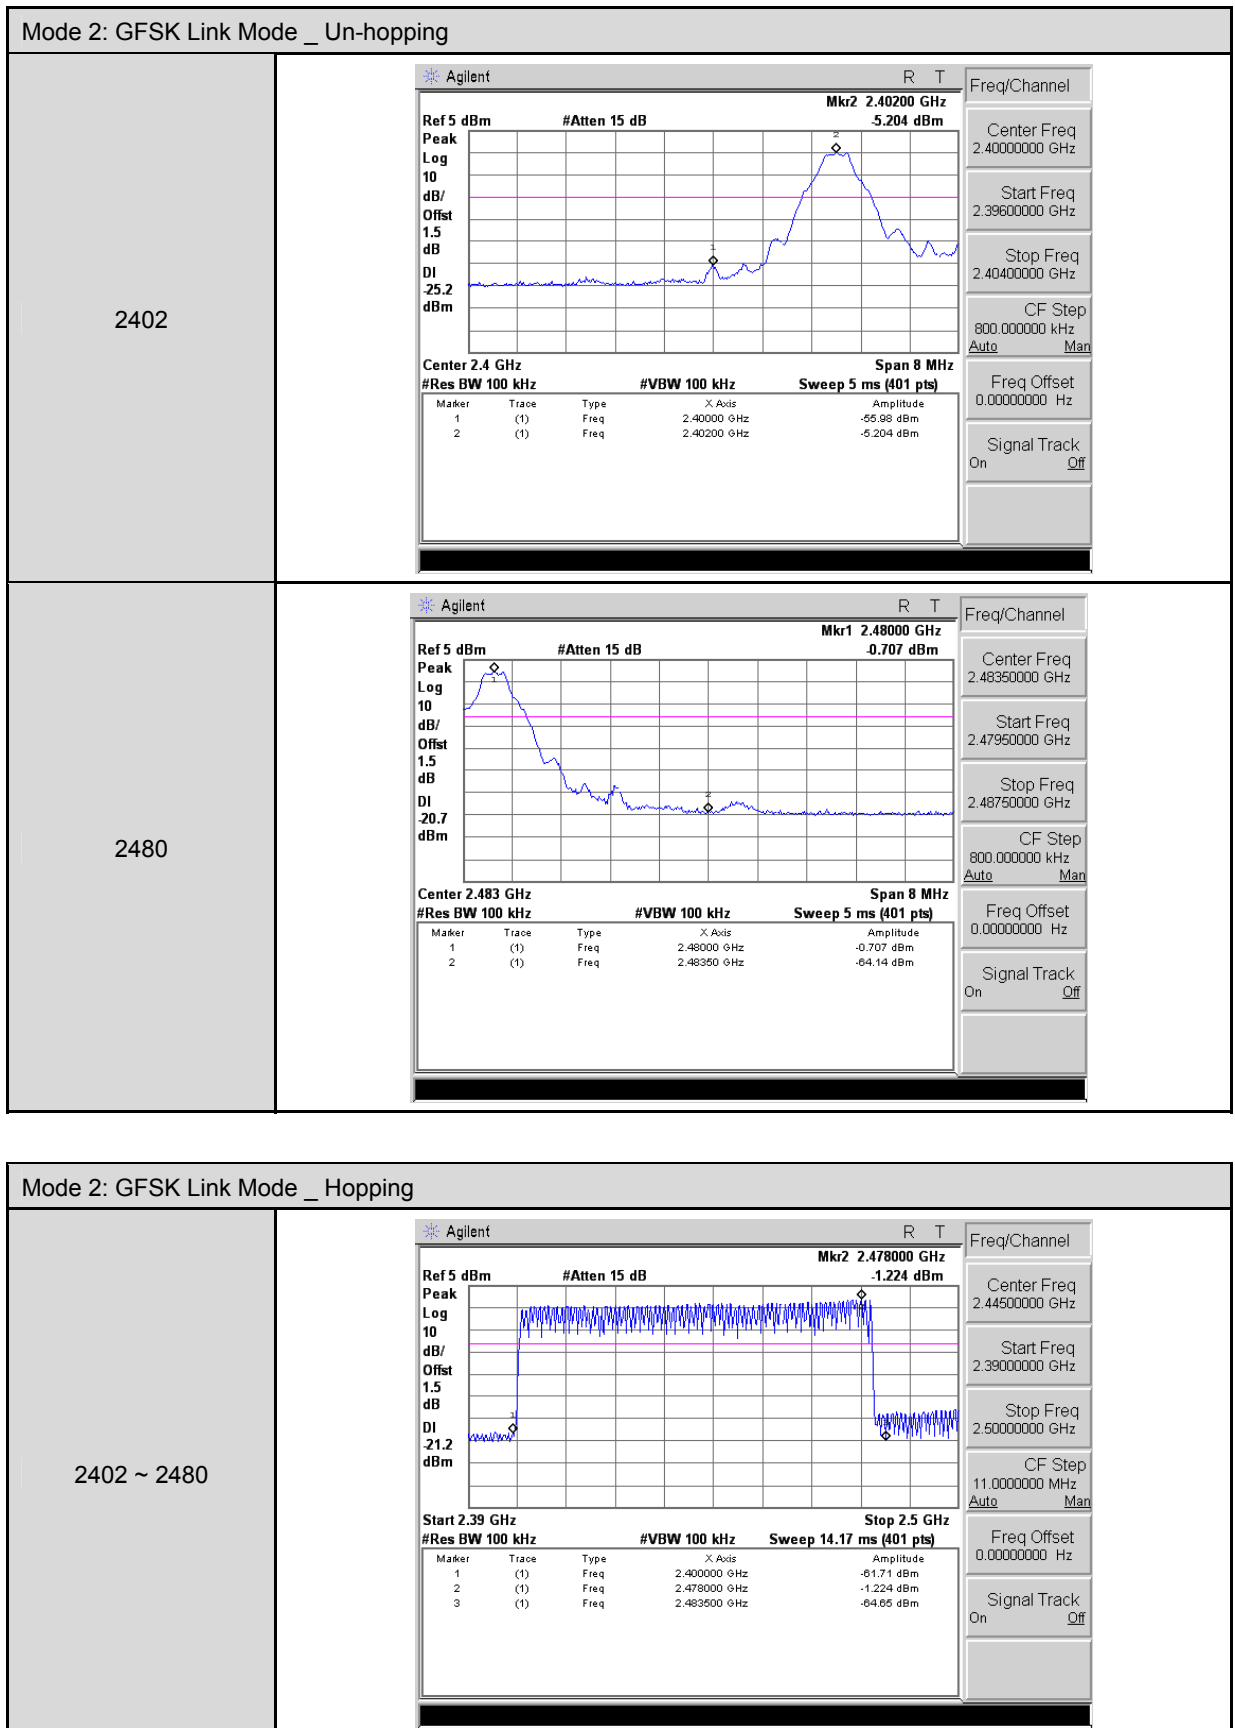 Mode 2: GFSK Link Mode _ Un-hopping
2402
Agilent R T
Mkr2 2.40200 GHz
Ref 5 dBm #Atten 15 dB -5.204 dBm
Peak
Log
10
dB/
Offst
1.5
dB
DI
-25.2
dBm
1
2
Center 2.4 GHz Span 8 MHz
#Res BW 100 kHz #VBW 100 kHz Sweep 5 ms (401 pts)
Marker Trace Type X Axis Amplitude
1 (1) Freq 2.40000 GHz -55.98 dBm
2 (1) Freq 2.40200 GHz -5.204 dBm
Freq/Channel
Center Freq
2.40000000 GHz
Start Freq
2.39600000 GHz
Stop Freq
2.40400000 GHz
CF Step
800.000000 kHz
Auto Man
Freq Offset
0.00000000 Hz
Signal Track
On Off
2480
Agilent R T
Mkr1 2.48000 GHz
Ref 5 dBm #Atten 15 dB -0.707 dBm
Peak
Log
10
dB/
Offst
1.5
dB
DI
-20.7
dBm
1
2
Center 2.483 GHz Span 8 MHz
#Res BW 100 kHz #VBW 100 kHz Sweep 5 ms (401 pts)
Marker Trace Type X Axis Amplitude
1 (1) Freq 2.48000 GHz -0.707 dBm
2 (1) Freq 2.48350 GHz -64.14 dBm
Freq/Channel
Center Freq
2.48350000 GHz
Start Freq
2.47950000 GHz
Stop Freq
2.48750000 GHz
CF Step
800.000000 kHz
Auto Man
Freq Offset
0.00000000 Hz
Signal Track
On Off
Mode 2: GFSK Link Mode _ Hopping
2402 ~ 2480
Agilent R T
Mkr2 2.478000 GHz
Ref 5 dBm #Atten 15 dB -1.224 dBm
Peak
Log
10
dB/
Offst
1.5
dB
DI
-21.2
dBm
1
Start 2.39 GHz Stop 2.5 GHz
#Res BW 100 kHz #VBW 100 kHz Sweep 14.17 ms (401 pts)
Marker Trace Type X Axis Amplitude
1 (1) Freq 2.400000 GHz -61.71 dBm
2 (1) Freq 2.478000 GHz -1.224 dBm
3 (1) Freq 2.483500 GHz -64.65 dBm
Freq/Channel
Center Freq
2.44500000 GHz
Start Freq
2.39000000 GHz
Stop Freq
2.50000000 GHz
CF Step
11.0000000 MHz
Auto Man
Freq Offset
0.00000000 Hz
Signal Track
On Off